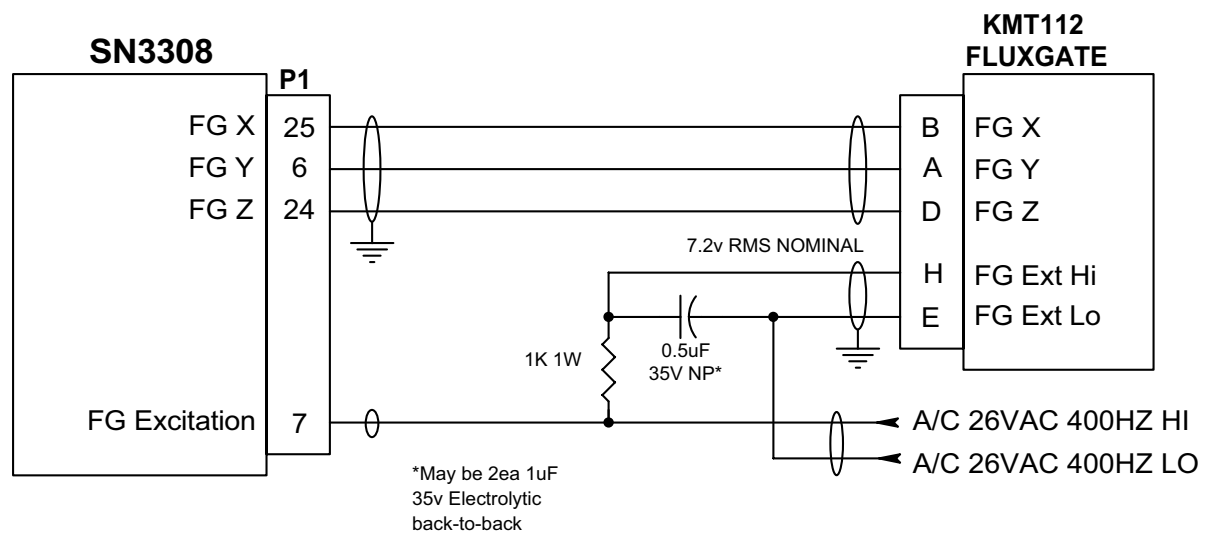 SN3308
P1
KMT112
FLUXGATE
FG X 25
FG Y 6
FG Z 24
B FG X
A FG Y
D FG Z
7.2v RMS NOMINAL
H FG Ext Hi
E FG Ext Lo
1K 1W
0.5uF
35V NP*
FG Excitation 7
A/C 26VAC 400HZ HI
A/C 26VAC 400HZ LO
*May be 2ea 1uF
35v Electrolytic
back-to-back